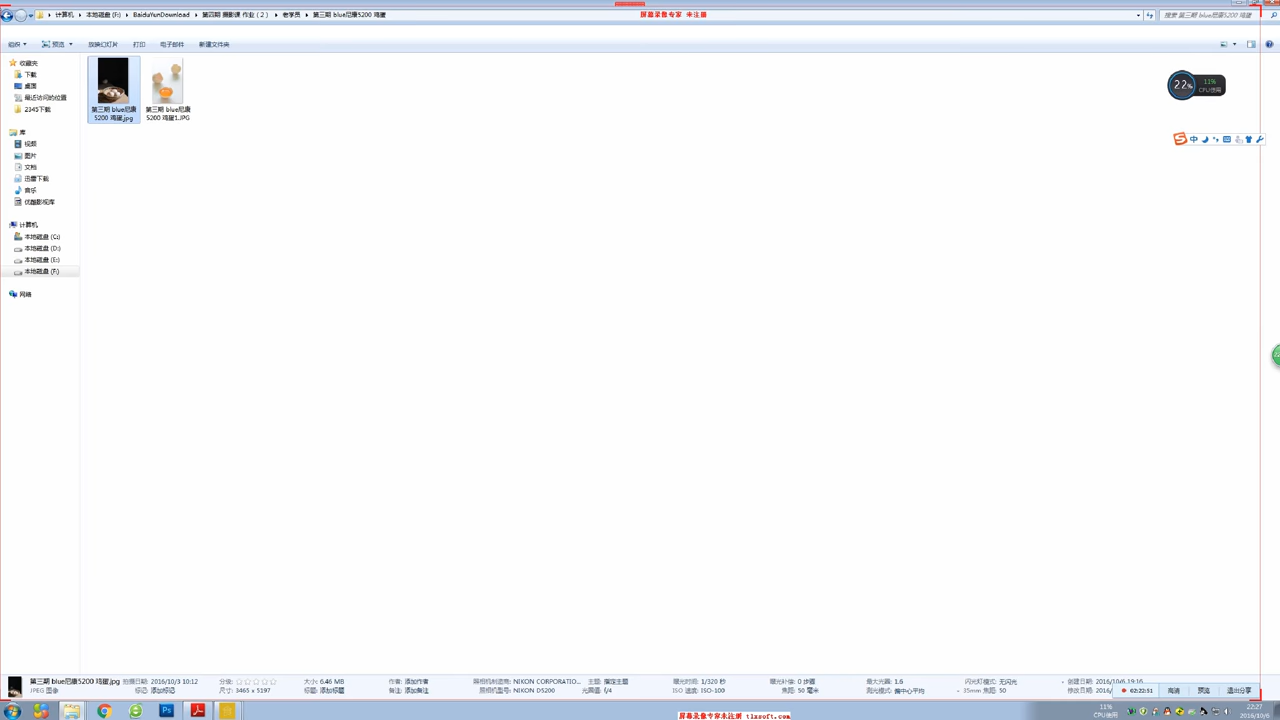 计算机 ▸ 本地磁盘 (F:) ▸ BaiduYunDownload ▸ 第四期 摄影课 作业（2） ▸ 老学员 ▸ 第三期 blue尼康5200 鸡蛋
屏幕录像专家 未注册
搜索 第三期 blue尼康5200 鸡蛋
组织 预览 放映幻灯片 打印 电子邮件 新建文件夹
收藏夹
下载
桌面
最近访问的位置
2345下载
库
视频
图片
文档
迅雷下载
音乐
优酷影视库
计算机
本地磁盘 (C:)
本地磁盘 (D:)
本地磁盘 (E:)
本地磁盘 (F:)
网络
第三期 blue尼康
5200 鸡蛋.jpg
第三期 blue尼康
5200 鸡蛋1.JPG
2.2%
11%
CPU使用
中
第三期 blue尼康5200 鸡蛋.jpg 拍摄日期: 2016/10/3 10:12 分级: 大小: 6.46 MB 作者: 添加作者 照相机制造商: NIKON CORPORATIO... 主题: 指定主题 曝光时间: 1/320 秒 曝光补偿: 0 步骤 最大光圈: 1.6 闪光灯模式: 无闪光 创建日期: 2016/10/6 19:16
JPEG 图像 标记: 添加标记 尺寸: 3465 x 5197 标题: 添加标题 备注: 添加备注 照相机型号: NIKON D5200 光圈值: f/4 ISO 速度: ISO-100 焦距: 50 毫米 测光模式: 偏中心平均 35mm 焦距: 50 修改日期: 2016/
02:22:51 高清 预览 退出分享
11%
CPU使用
22:27
2016/10/6
屏幕录像专家未注册 tlxsoft.com